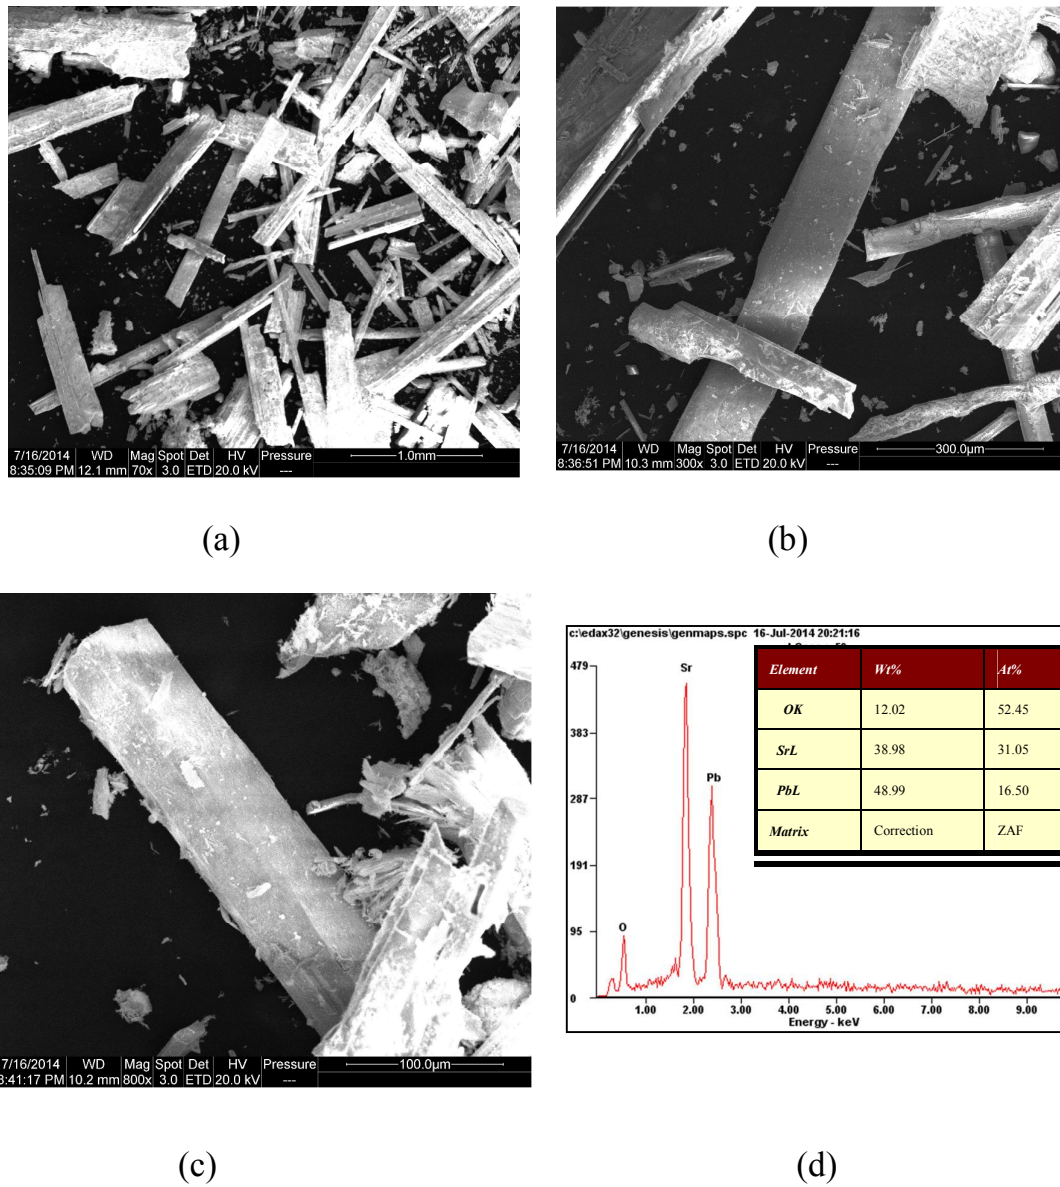 7/16/2014 WD Mag Spot Det HV Pressure
8:35:09 PM 12.1 mm 70x 3.0 ETD 20.0 kV --- 1.0mm
7/16/2014 WD Mag Spot Det HV Pressure
8:36:51 PM 10.3 mm 300x 3.0 ETD 20.0 kV --- 300.0µm
(a)
(b)
7/16/2014 WD Mag Spot Det HV Pressure
8:41:17 PM 10.2 mm 800x 3.0 ETD 20.0 kV --- 100.0µm
c:\edax32\genesis\genmaps.spc 16-Jul-2014 20:21:16
Element Wt% At%
OK 12.02 52.45
SrL 38.98 31.05
PbL 48.99 16.50
Matrix Correction ZAF
479
383
287
191
95
0
Sr
Pb
O
1.00 2.00 3.00 4.00 5.00 6.00 7.00 8.00 9.00
Energy - keV
(c)
(d)